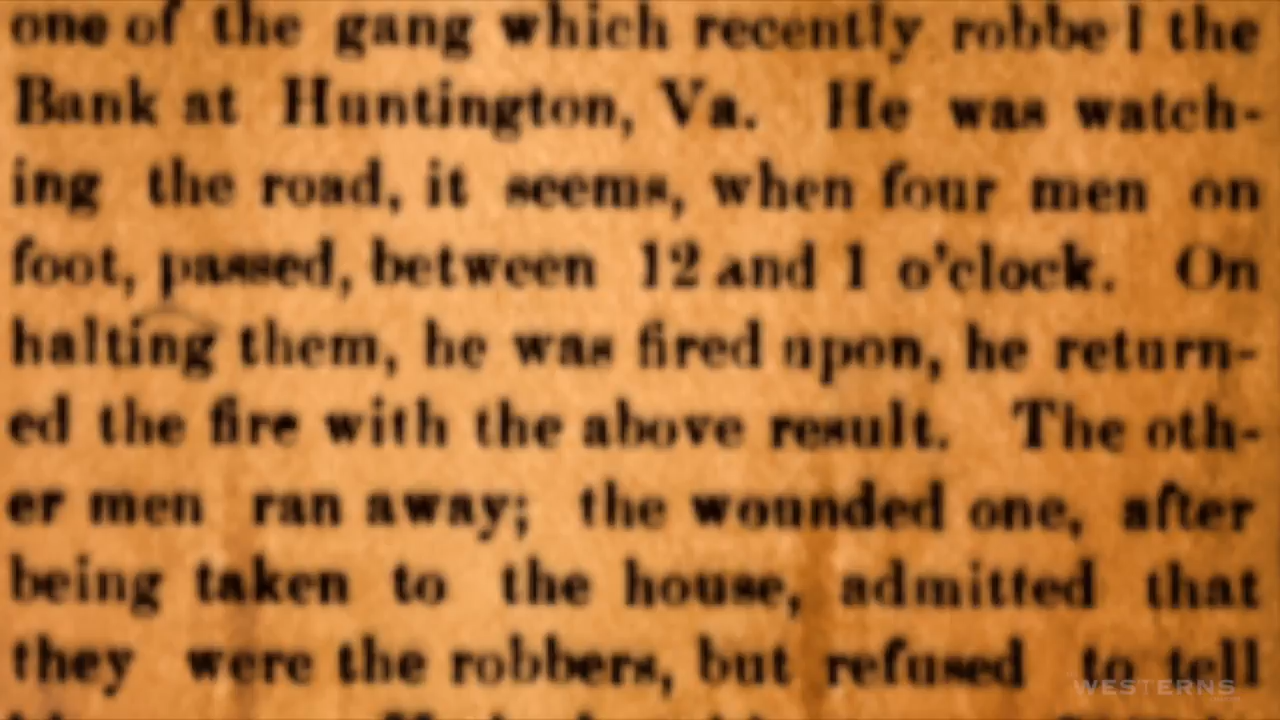 one of the gang which recently robbe l the
Bank at Huntington, Va. He was watch-
ing the road, it seems, when four men on
foot, passed, between 12 and 1 o'clock. On
halting them, he was fired upon, he return-
ed the fire with the above result. The oth-
er men ran away; the wounded one, after
being taken to the house, admitted that
they were the robbers, but refused to tell
WESTERNS